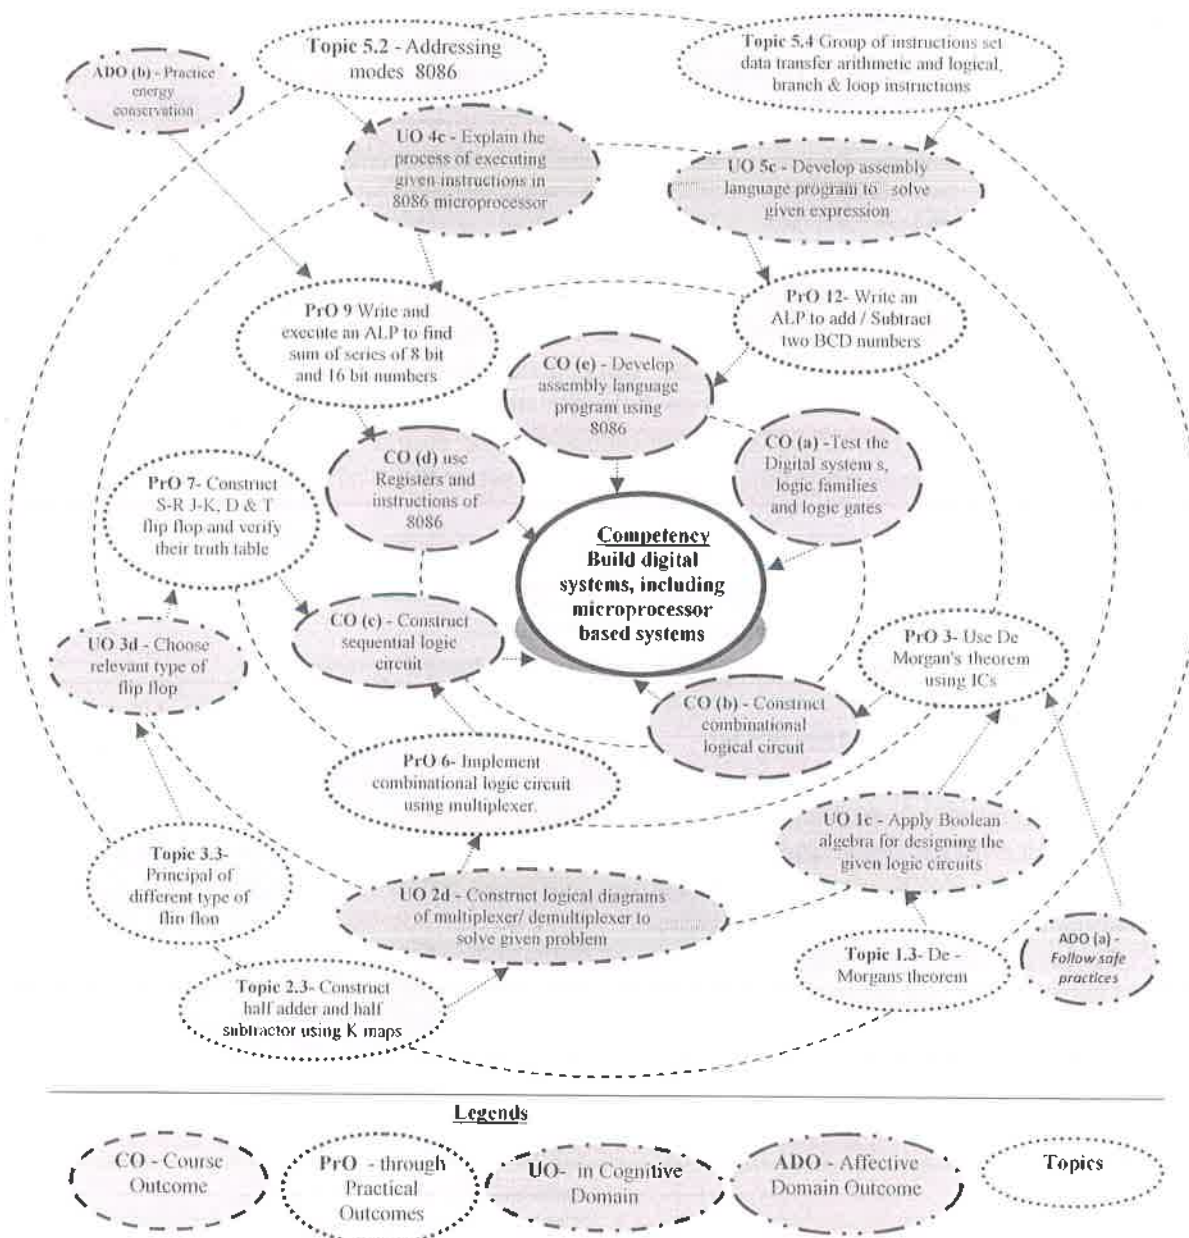 Topic 5.2 - Addressing
modes 8086
Topic 5.4 Group of instructions set
data transfer arithmetic and logical,
branch & loop instructions
ADO (b) - Practice
energy
conservation
UO 4c - Explain the
process of executing
given instructions in
8086 microprocessor
UO 5c - Develop assembly
language program to solve
given expression
PrO 9 Write and
execute an ALP to find
sum of series of 8 bit
and 16 bit numbers
PrO 12- Write an
ALP to add / Subtract
two BCD numbers
CO (e) - Develop
assembly language
program using
8086
CO (a) -Test the
Digital system s,
logic families
and logic gates
CO (d) use
Registers and
instructions of
8086
PrO 7- Construct
S-R J-K, D & T
flip flop and verify
their truth table
Competency
Build digital
systems, including
microprocessor
based systems
CO (c) - Construct
sequential logic
circuit
UO 3d - Choose
relevant type of
flip flop
PrO 3- Use De
Morgan's theorem
using ICs
CO (b) - Construct
combinational
logical circuit
PrO 6- Implement
combinational logic circuit
using multiplexer.
UO 1c - Apply Boolean
algebra for designing the
given logic circuits
Topic 3.3-
Principal of
different type of
flip flop
UO 2d - Construct logical diagrams
of multiplexer/ demultiplexer to
solve given problem
Topic 1.3- De -
Morgans theorem
ADO (a) -
Follow safe
practices
Topic 2.3- Construct
half adder and half
subtractor using K maps
Legends
CO - Course
Outcome
PrO - through
Practical
Outcomes
UO- in Cognitive
Domain
ADO - Affective
Domain Outcome
Topics